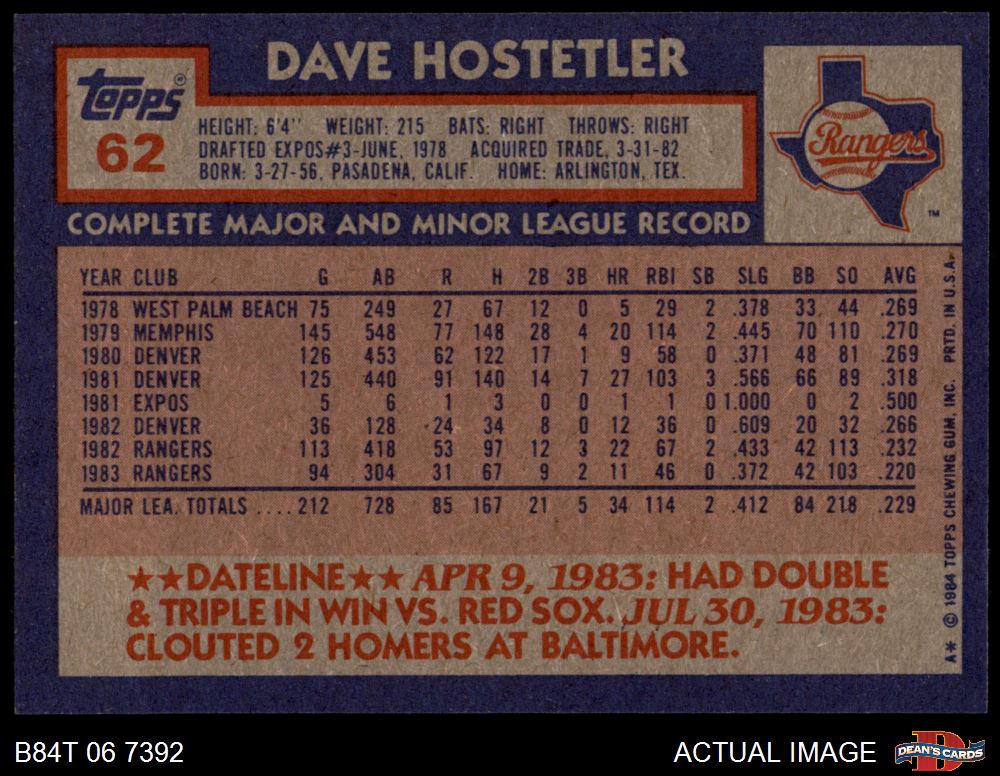 DAVE HOSTETLER
Topps®
62
HEIGHT: 6'4'' WEIGHT: 215 BATS: RIGHT THROWS: RIGHT
DRAFTED EXPOS#3-JUNE, 1978 ACQUIRED TRADE, 3-31-82
BORN: 3-27-56, PASADENA, CALIF. HOME: ARLINGTON, TEX.
Rangers
TM
COMPLETE MAJOR AND MINOR LEAGUE RECORD
YEAR CLUB G AB R H 2B 3B HR RBI SB SLG BB SO AVG
1978 WEST PALM BEACH 75 249 27 67 12 0 5 29 2 .378 33 44 .269
1979 MEMPHIS 145 548 77 148 28 4 20 114 2 .445 70 110 .270
1980 DENVER 126 453 62 122 17 1 9 58 0 .371 48 81 .269
1981 DENVER 125 440 91 140 14 7 27 103 3 .566 66 89 .318
1981 EXPOS 5 6 1 3 0 0 1 1 0 1.000 0 2 .500
1982 DENVER 36 128 24 34 8 0 12 36 0 .609 20 32 .266
1982 RANGERS 113 418 53 97 12 3 22 67 2 .433 42 113 .232
1983 RANGERS 94 304 31 67 9 2 11 46 0 .372 42 103 .220
MAJOR LEA. TOTALS .... 212 728 85 167 21 5 34 114 2 .412 84 218 .229
★★DATELINE★★ APR 9, 1983: HAD DOUBLE
& TRIPLE IN WIN VS. RED SOX. JUL 30, 1983:
CLOUTED 2 HOMERS AT BALTIMORE.
A* © 1984 TOPPS CHEWING GUM, INC. PRTD. IN U.S.A.
B84T 06 7392
ACTUAL IMAGE
D
DEAN'S CARDS